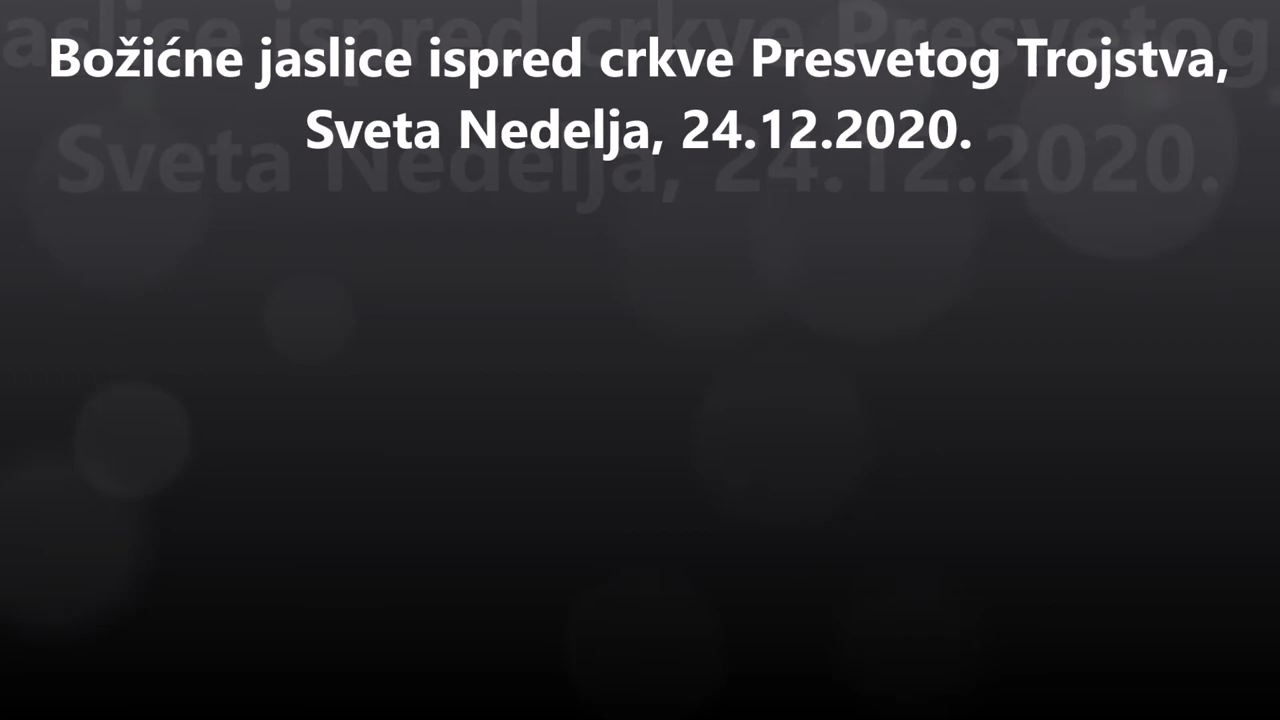 Božićne jaslice ispred crkve Presvetog Trojstva,
Sveta Nedelja, 24.12.2020.